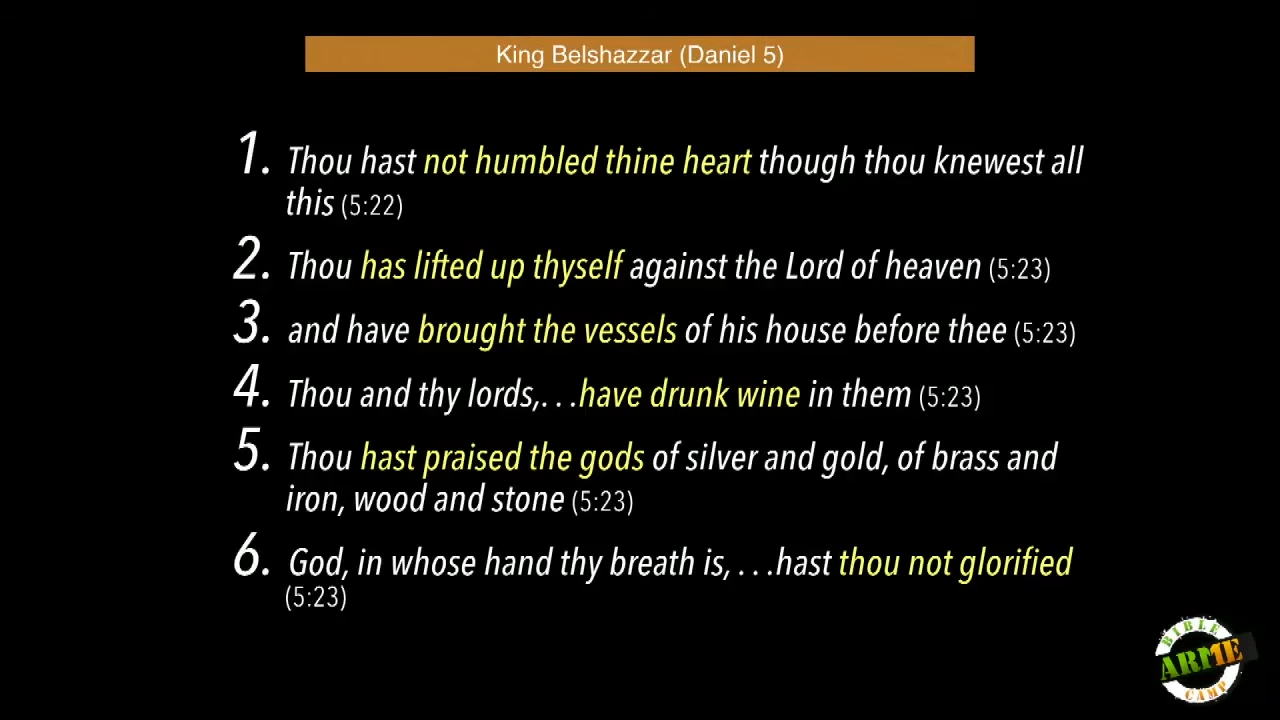 King Belshazzar (Daniel 5)
1. Thou hast not humbled thine heart though thou knewest all
this (5:22)
2. Thou has lifted up thyself against the Lord of heaven (5:23)
3. and have brought the vessels of his house before thee (5:23)
4. Thou and thy lords,...have drunk wine in them (5:23)
5. Thou hast praised the gods of silver and gold, of brass and
iron, wood and stone (5:23)
6. God, in whose hand thy breath is, ...hast thou not glorified
(5:23)
BIBLE
ARME
CAMP